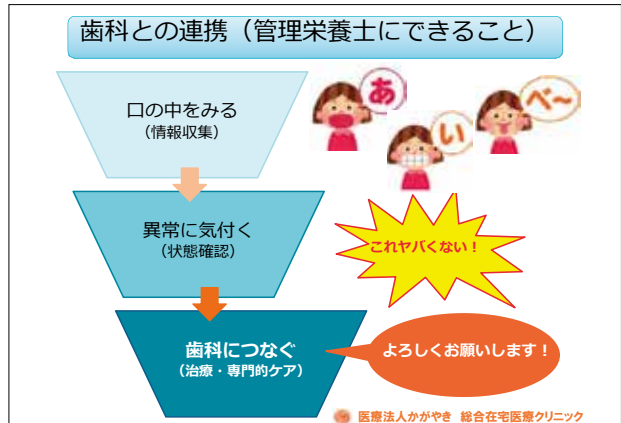 歯科との連携（管理栄養士にできること）
口の中をみる
（情報収集）
あ
い
べ～
異常に気付く
（状態確認）
これヤバくない！
歯科につなぐ
（治療・専門的ケア）
よろしくお願いします！
医療法人かがやき 総合在宅医療クリニック